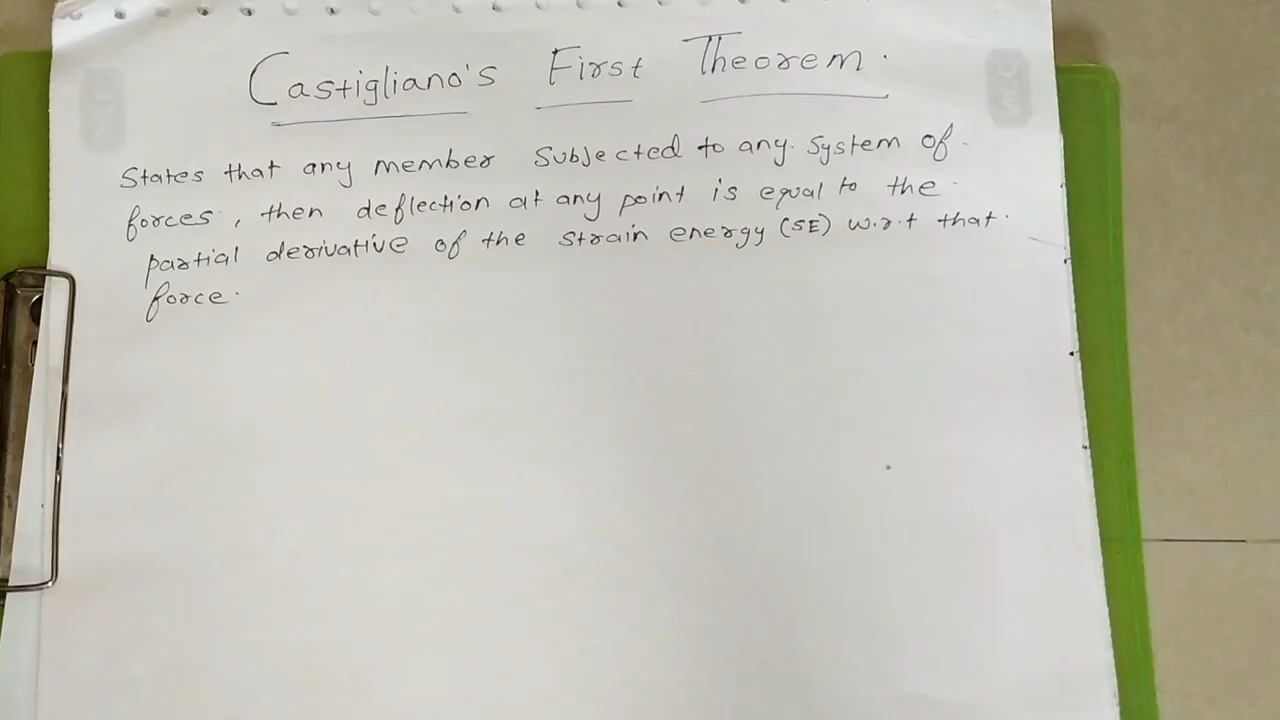 Castigliano's First Theorem.
States that any member subjected to any system of
forces, then deflection at any point is equal to the
partial derivative of the strain energy (SE) w.r.t that
force.